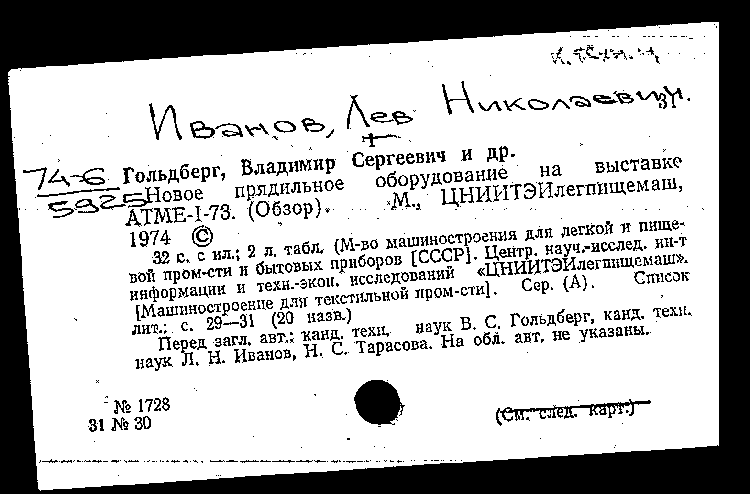 Иванов, Лев Николаевич.
74-6
5925
Гольдберг, Владимир Сергеевич и др.
Новое прядильное оборудование на выставке
АТМЕ-I-73. (Обзор). М., ЦНИИТЭИлегпищемаш,
1974 ©
32 с. с ил.; 2 л. табл. (М-во машиностроения для легкой и пище-
вой пром-сти и бытовых приборов [СССР]. Центр. науч.-исслед. ин-т
информации и техн.-экон. исследований «ЦНИИТЭИлегпищемаш».
[Машиностроение для текстильной пром-сти]. Сер. (А). Список
лит.: с. 29—31 (20 назв.)
Перед загл. авт.: канд. техн. наук В. С. Гольдберг, канд. техн.
наук Л. Н. Иванов, Н. С. Тарасова. На обл. авт. не указаны.
№ 1728
31 № 30
(См. след. карт.)